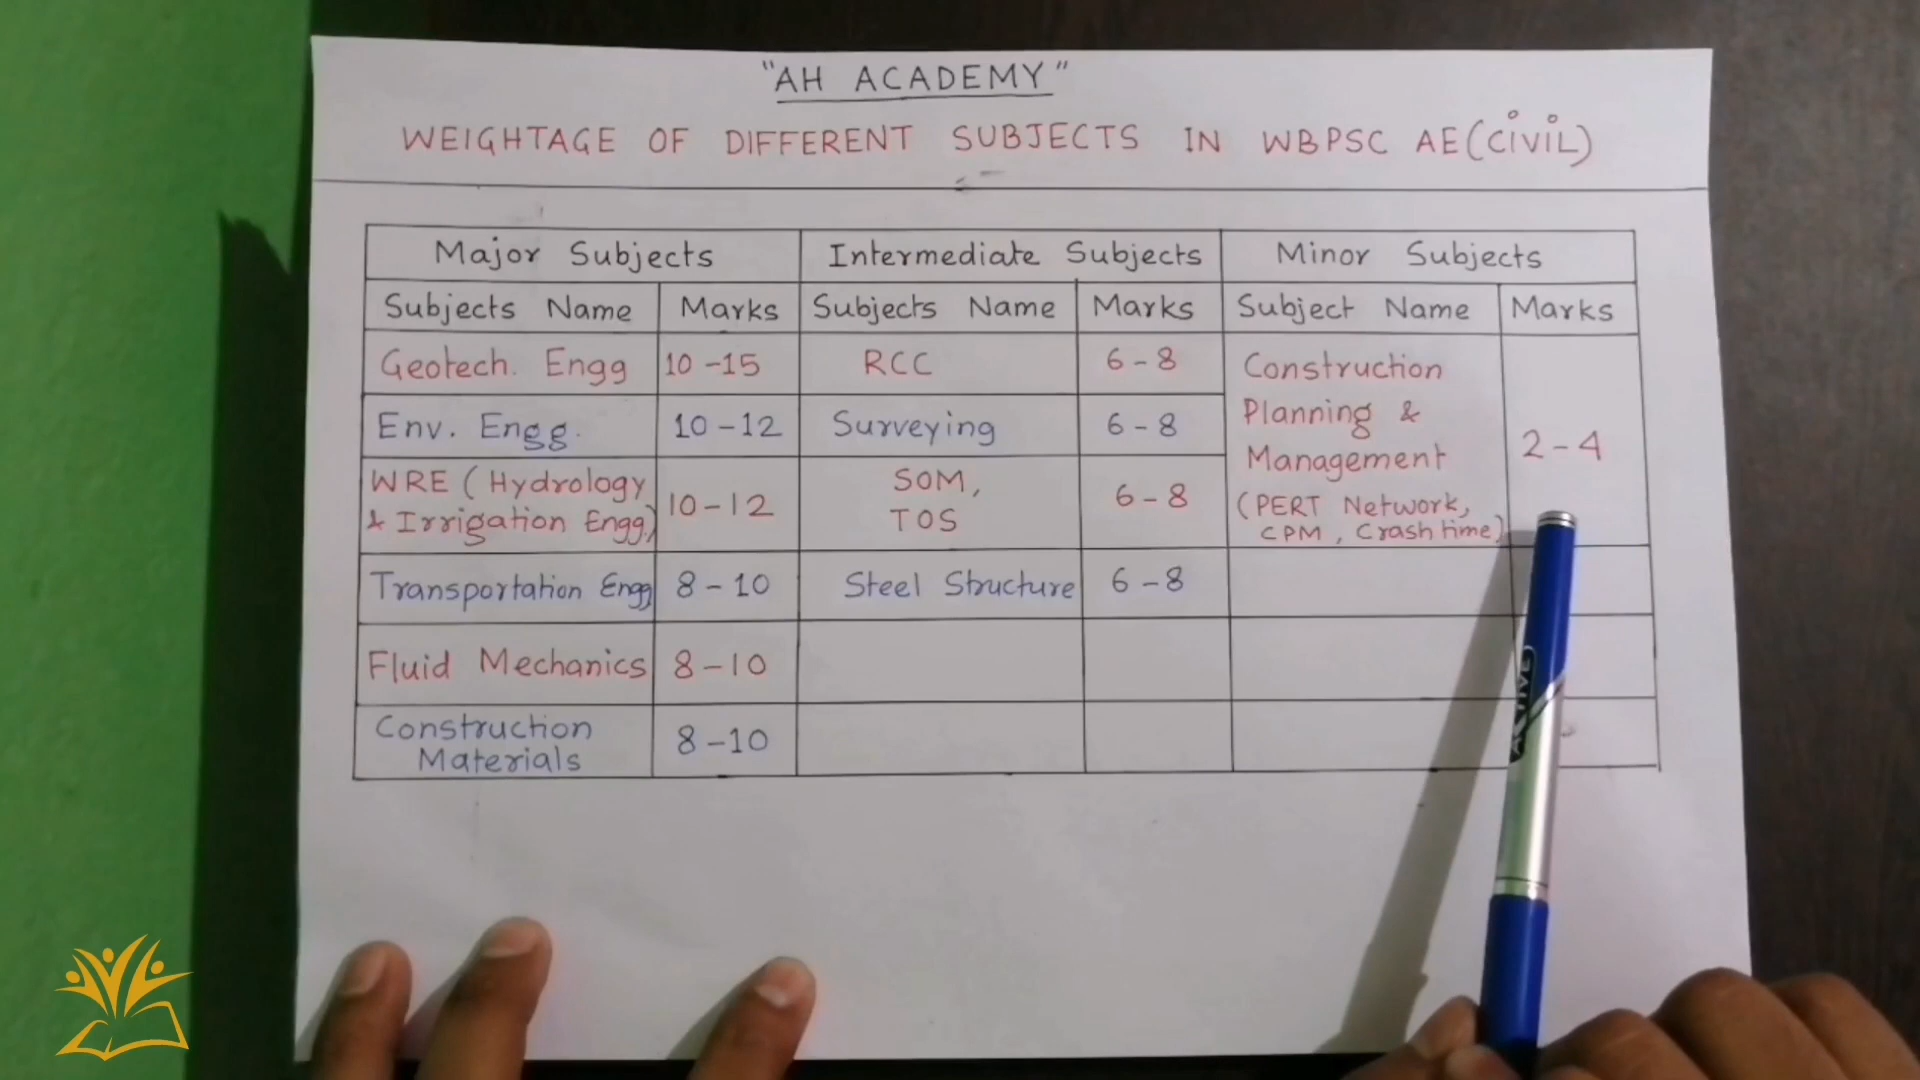 "AH ACADEMY"
WEIGHTAGE OF DIFFERENT SUBJECTS IN WBPSC AE(CIVIL)
Major Subjects Intermediate Subjects Minor Subjects
Subjects Name Marks Subjects Name Marks Subject Name Marks
Geotech. Engg 10-15 RCC 6-8
Env. Engg. 10-12 Surveying 6-8
WRE (Hydrology
& Irrigation Engg.) 10-12
SOM,
TOS 6-8
Construction
Planning &
Management
(PERT Network,
CPM, Crash time) 2-4
Transportation Engg 8-10 Steel Structure 6-8
Fluid Mechanics 8-10
Construction
Materials 8-10
ACTIVE